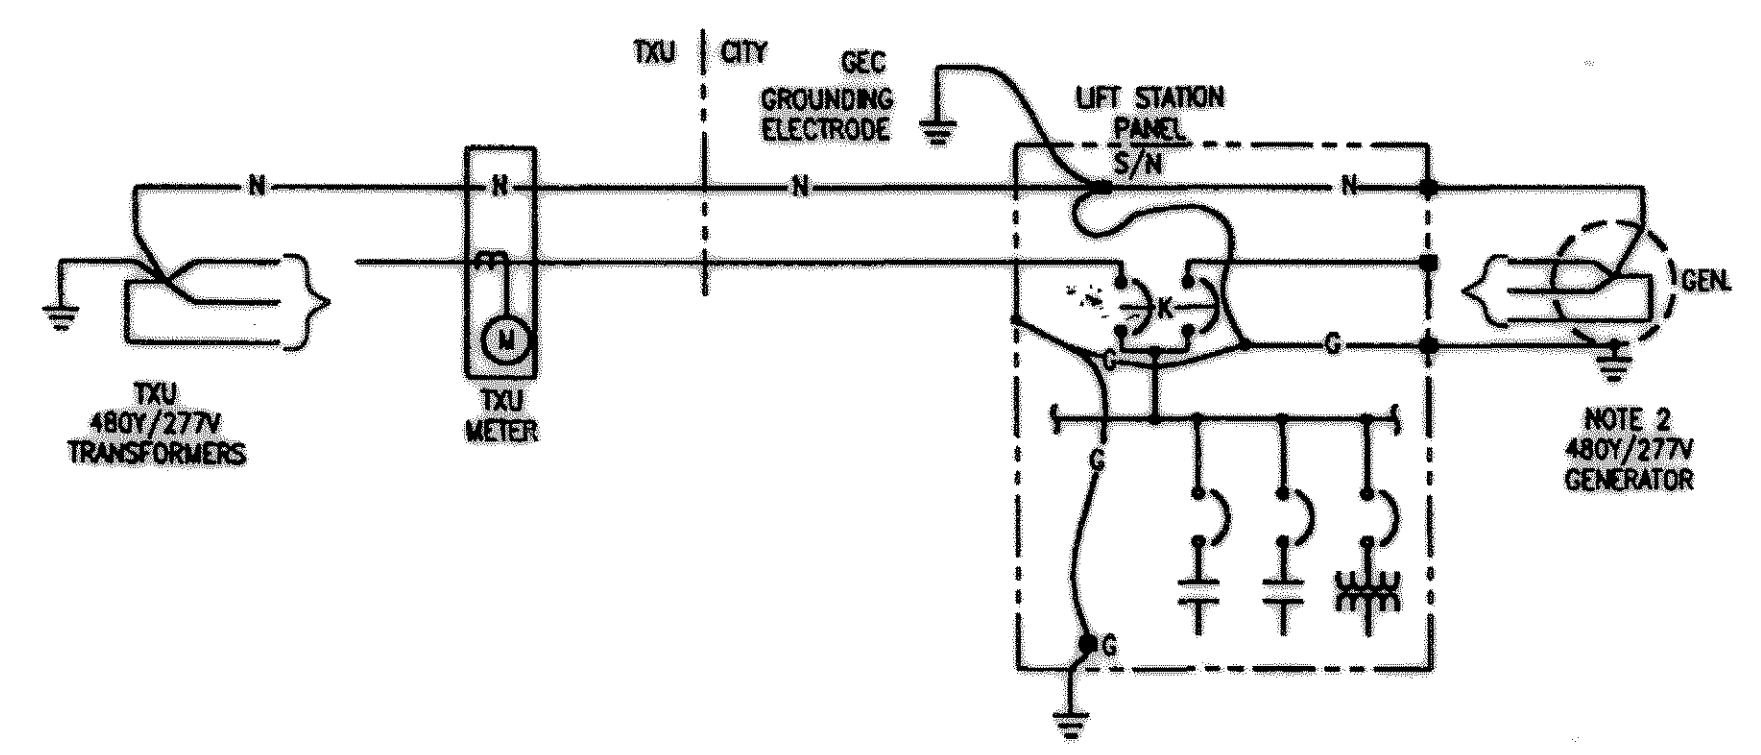 TXU CITY
GEC
GROUNDING
ELECTRODE
LIFT STATION
PANEL
S/N
N N N N
GEN.
K
M
G
G
TXU
480Y/277V
TRANSFORMERS
TXU
METER
NOTE 2
480Y/277V
GENERATOR
G
G